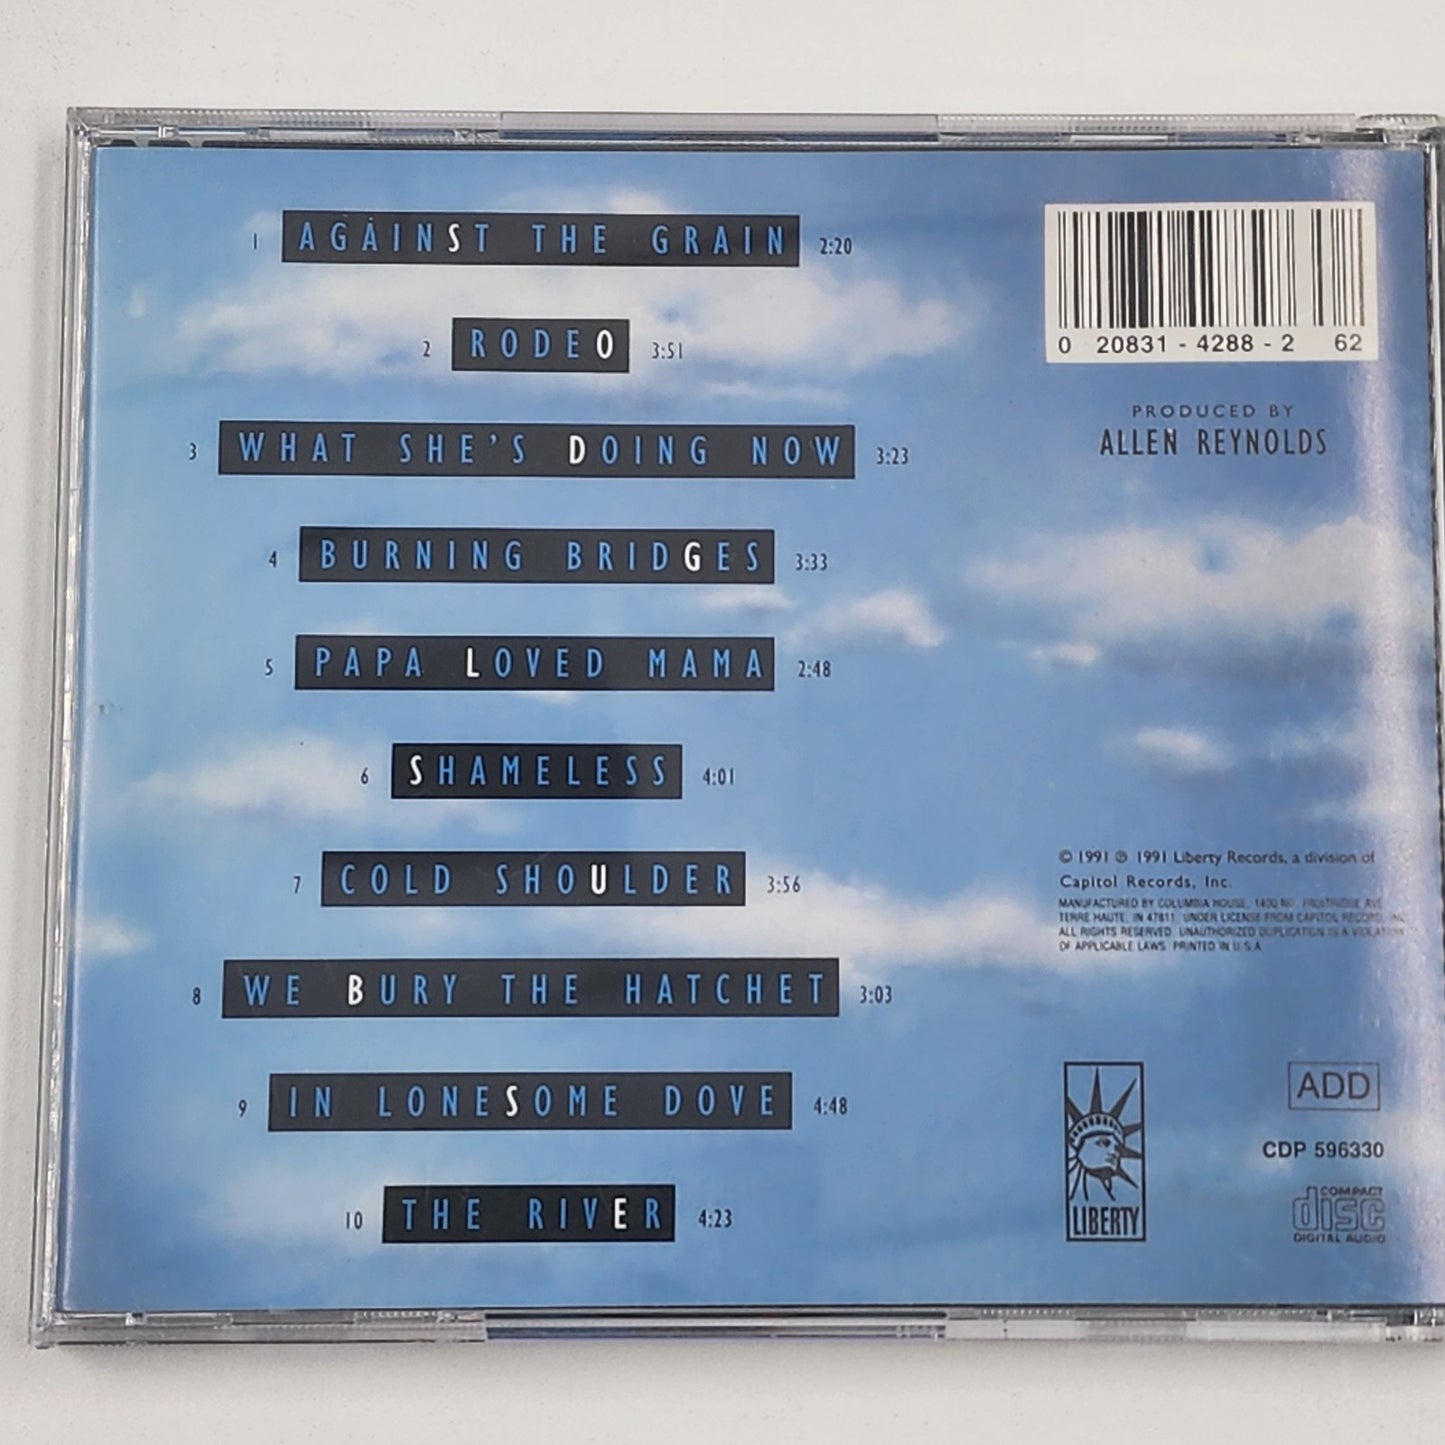 1 AGAINST THE GRAIN 2:20
2 RODEO 3:51
3 WHAT SHE'S DOING NOW 3:23
4 BURNING BRIDGES 3:33
5 PAPA LOVED MAMA 2:48
6 SHAMELESS 4:01
7 COLD SHOULDER 3:56
8 WE BURY THE HATCHET 3:03
9 IN LONESOME DOVE 4:48
10 THE RIVER 4:23
0 20831 - 4288 - 2 62
PRODUCED BY
ALLEN REYNOLDS
© 1991 ℗ 1991 Liberty Records, a division of
Capitol Records, Inc.
MANUFACTURED BY COLUMBIA HOUSE, 1400 NO. FRUITRIDGE AVE.
TERRE HAUTE, IN 47811, UNDER LICENSE FROM CAPITOL RECORDS, INC.
ALL RIGHTS RESERVED. UNAUTHORIZED DUPLICATION IS A VIOLATION
OF APPLICABLE LAWS. PRINTED IN U.S.A.
LIBERTY
ADD
CDP 596330
COMPACT
disc
DIGITAL AUDIO